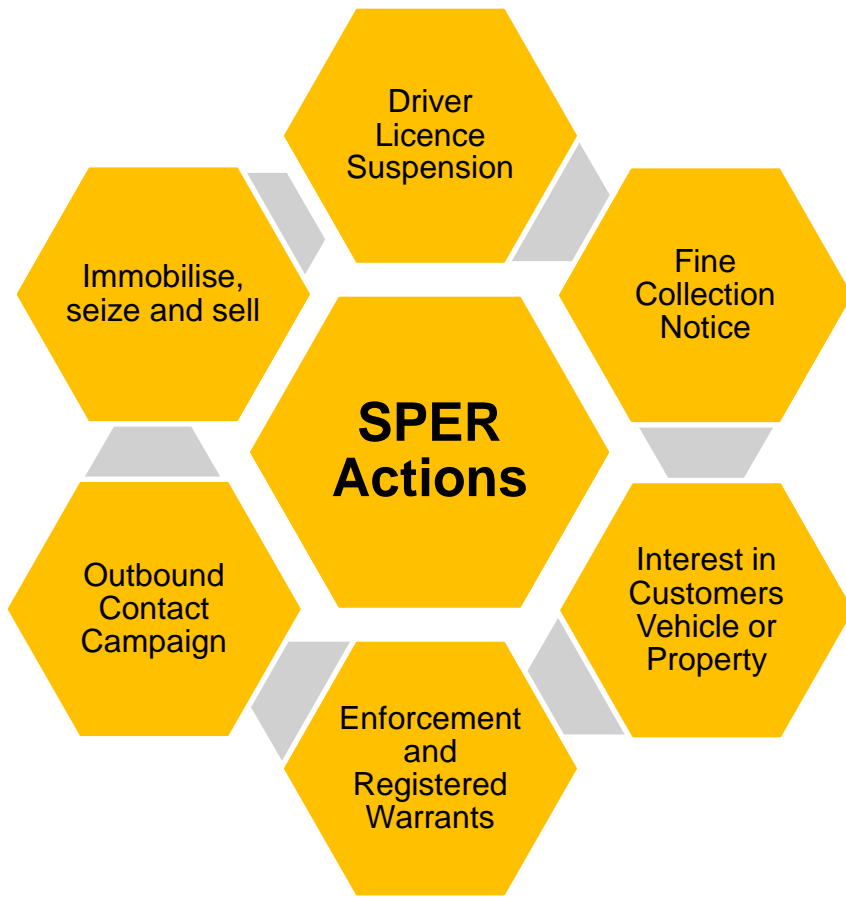 Driver
Licence
Suspension
Fine
Collection
Notice
Interest in
Customers
Vehicle or
Property
Enforcement
and
Registered
Warrants
Outbound
Contact
Campaign
Immobilise,
seize and sell
SPER
Actions